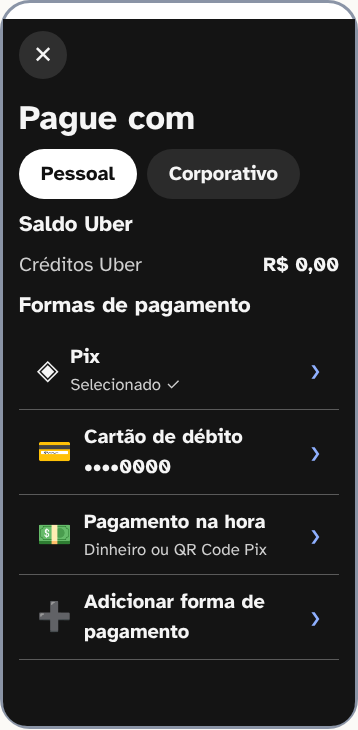 Pague com
Pessoal
Corporativo
Saldo Uber
Créditos Uber R$ 0,00
Formas de pagamento
Pix
Selecionado ✓
Cartão de débito
••••0000
Pagamento na hora
Dinheiro ou QR Code Pix
Adicionar forma de
pagamento